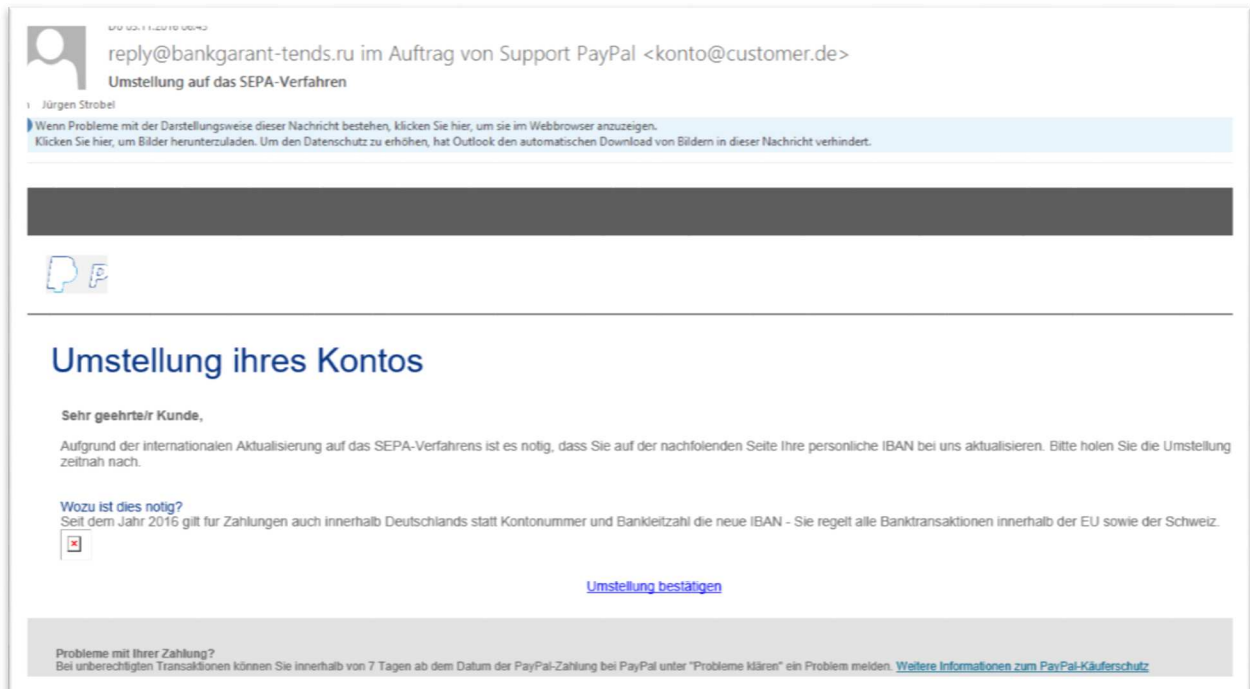 reply@bankgarant-tends.ru im Auftrag von Support PayPal <konto@customer.de>
Umstellung auf das SEPA-Verfahren
Jürgen Strobel
Wenn Probleme mit der Darstellungsweise dieser Nachricht bestehen, klicken Sie hier, um sie im Webbrowser anzuzeigen.
Klicken Sie hier, um Bilder herunterzuladen. Um den Datenschutz zu erhöhen, hat Outlook den automatischen Download von Bildern in dieser Nachricht verhindert.
P
Umstellung ihres Kontos
Sehr geehrte/r Kunde,
Aufgrund der internationalen Aktualisierung auf das SEPA-Verfahrens ist es notig, dass Sie auf der nachfolenden Seite Ihre personliche IBAN bei uns aktualisieren. Bitte holen Sie die Umstellung
zeitnah nach.
Wozu ist dies notig?
Seit dem Jahr 2016 gilt fur Zahlungen auch innerhalb Deutschlands statt Kontonummer und Bankleitzahl die neue IBAN - Sie regelt alle Banktransaktionen innerhalb der EU sowie der Schweiz.
Umstellung bestätigen
Probleme mit Ihrer Zahlung?
Bei unberechtigten Transaktionen können Sie innerhalb von 7 Tagen ab dem Datum der PayPal-Zahlung bei PayPal unter "Probleme klären" ein Problem melden. Weitere Informationen zum PayPal-Käuferschutz